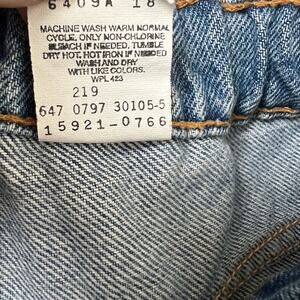 6409A 18
MACHINE WASH WARM NORMAL
CYCLE. ONLY NON-CHLORINE
BLEACH IF NEEDED. TUMBLE
DRY HOT. HOT IRON IF NEEDED
WASH AND DRY
WITH LIKE COLORS.
WPL 423
219
647 0797 30105-5
15921-0766